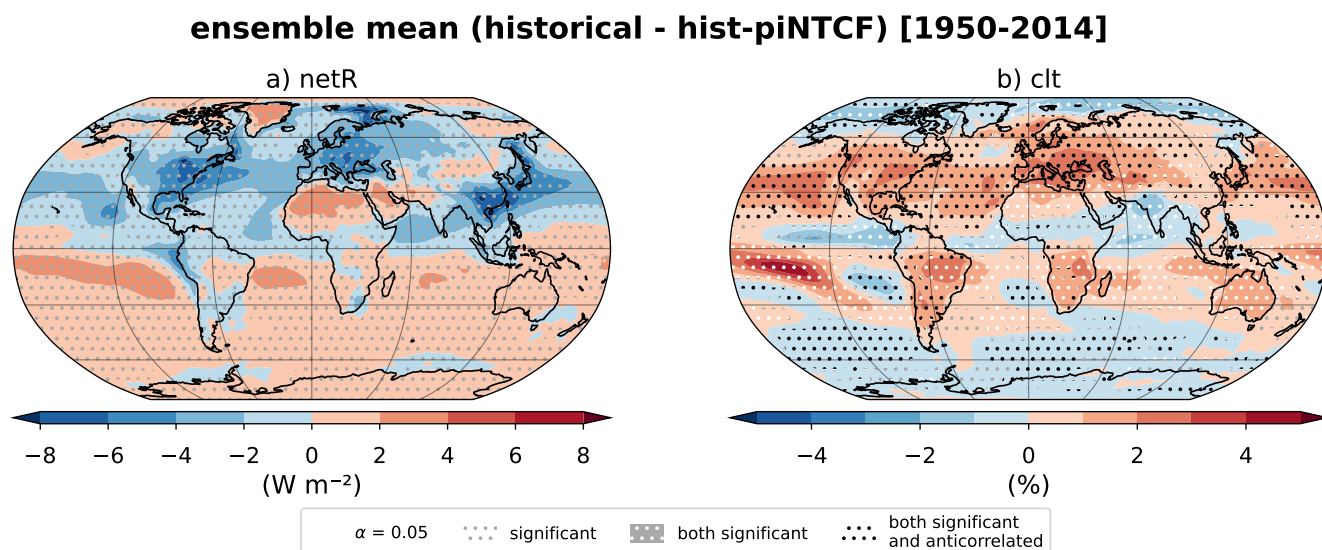 ensemble mean (historical - hist-piNTCF) [1950-2014]
a) netR
b) clt
−8 −6 −4 −2 0 2 4 6 8
(W m⁻²)
−4 −2 0 2 4
(%)
α = 0.05
significant
both significant
both significant
and anticorrelated